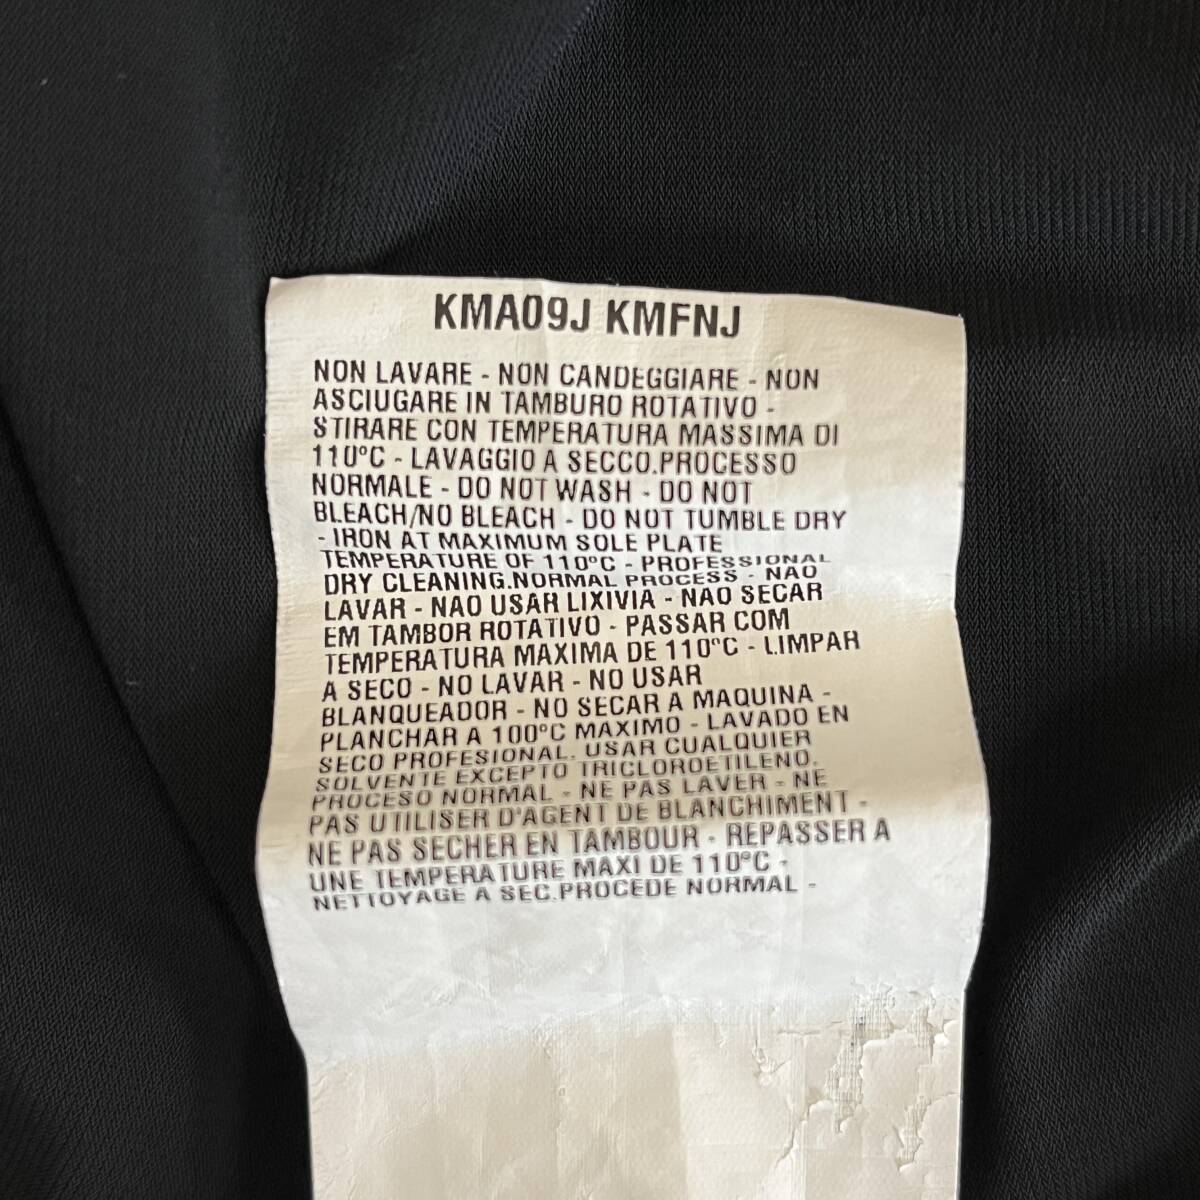 KMA09J KMFNJ
NON LAVARE - NON CANDEGGIARE - NON
ASCIUGARE IN TAMBURO ROTATIVO -
STIRARE CON TEMPERATURA MASSIMA DI
110°C - LAVAGGIO A SECCO.PROCESSO
NORMALE - DO NOT WASH - DO NOT
BLEACH/NO BLEACH - DO NOT TUMBLE DRY
- IRON AT MAXIMUM SOLE PLATE
TEMPERATURE OF 110°C - PROFESSIONAL
DRY CLEANING.NORMAL PROCESS - NAO
LAVAR - NAO USAR LIXIVIA - NAO SECAR
EM TAMBOR ROTATIVO - PASSAR COM
TEMPERATURA MAXIMA DE 110°C - LIMPAR
A SECO - NO LAVAR - NO USAR
BLANQUEADOR - NO SECAR A MAQUINA -
PLANCHAR A 100°C MAXIMO - LAVADO EN
SECO PROFESIONAL. USAR CUALQUIER
SOLVENTE EXCEPTO TRICLOROETILENO.
PROCESO NORMAL - NE PAS LAVER - NE
PAS UTILISER D'AGENT DE BLANCHIMENT -
NE PAS SECHER EN TAMBOUR - REPASSER A
UNE TEMPERATURE MAXI DE 110°C -
NETTOYAGE A SEC.PROCEDE NORMAL -